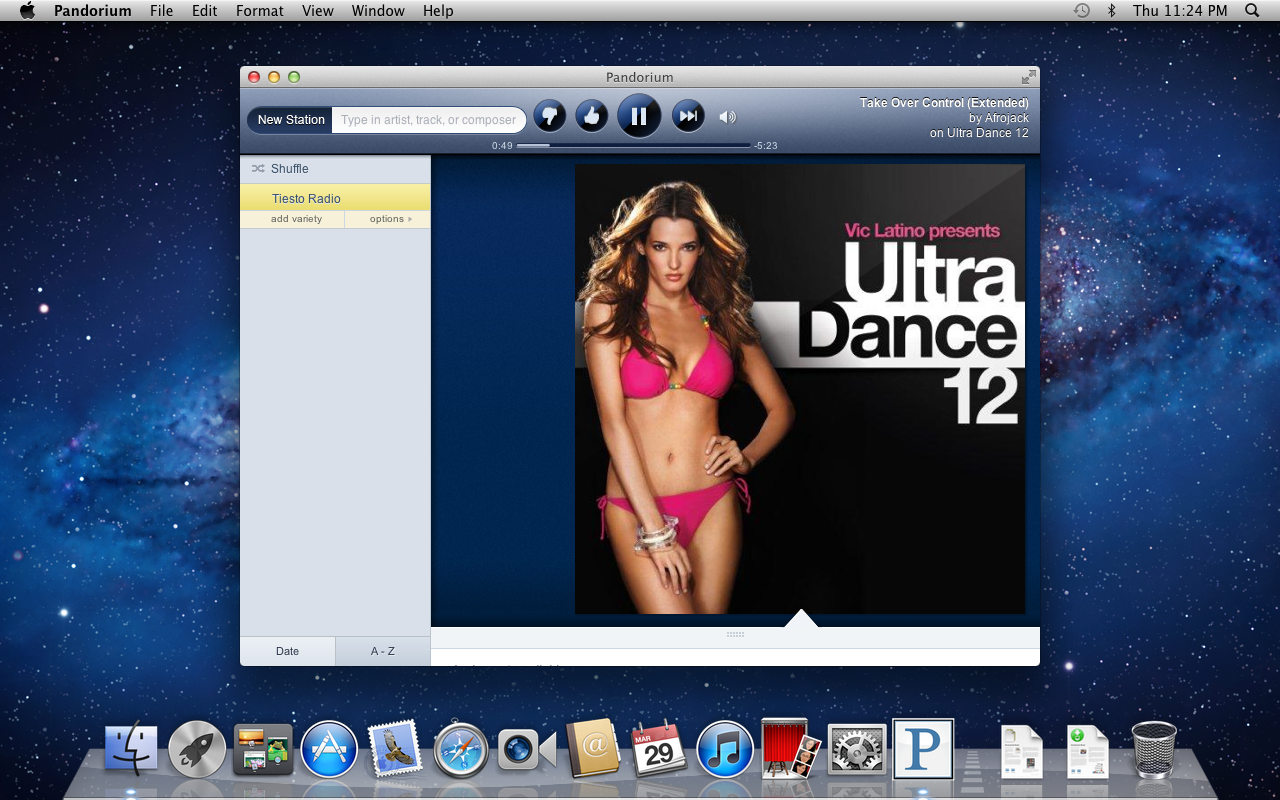 Pandorium File Edit Format View Window Help
Thu 11:24 PM
Pandorium
New Station
Type in artist, track, or composer
Take Over Control (Extended)
by Afrojack
on Ultra Dance 12
0:49
-5:23
Shuffle
Tiesto Radio
add variety
options
Vic Latino presents
Ultra
Dance
12
Date
A - Z
MAR
29
P